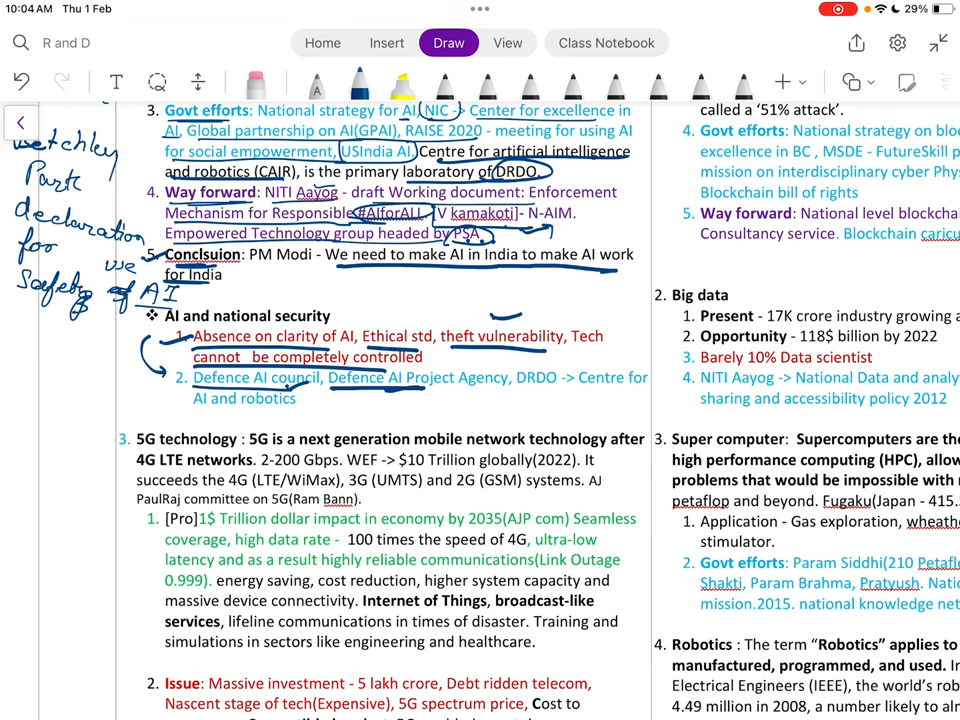 10:04 AM Thu 1 Feb
29%
R and D
Home Insert Draw View Class Notebook
Bletchley
Park
declaration
for
use
Safety of AI
3. Govt efforts: National strategy for AI, NIC -> Center for excellence in
AI, Global partnership on AI(GPAI), RAISE 2020 - meeting for using AI
for social empowerment, USIndia AI. Centre for artificial intelligence
and robotics (CAIR), is the primary laboratory of DRDO.
4. Way forward: NITI Aayog - draft Working document: Enforcement
Mechanism for Responsible #AIforALL, [V kamakoti]- N-AIM.
Empowered Technology group headed by PSA.
5. Conclsuion: PM Modi - We need to make AI in India to make AI work
for India
❖ AI and national security
1. Absence on clarity of AI, Ethical std, theft vulnerability, Tech
cannot be completely controlled
2. Defence AI council, Defence AI Project Agency, DRDO -> Centre for
AI and robotics
3. 5G technology : 5G is a next generation mobile network technology after
4G LTE networks. 2-200 Gbps. WEF -> $10 Trillion globally(2022). It
succeeds the 4G (LTE/WiMax), 3G (UMTS) and 2G (GSM) systems. AJ
PaulRaj committee on 5G(Ram Bann).
1. [Pro]1$ Trillion dollar impact in economy by 2035(AJP com) Seamless
coverage, high data rate - 100 times the speed of 4G, ultra-low
latency and as a result highly reliable communications(Link Outage
0.999). energy saving, cost reduction, higher system capacity and
massive device connectivity. Internet of Things, broadcast-like
services, lifeline communications in times of disaster. Training and
simulations in sectors like engineering and healthcare.
2. Issue: Massive investment - 5 lakh crore, Debt ridden telecom,
Nascent stage of tech(Expensive), 5G spectrum price, Cost to
called a '51% attack'.
4. Govt efforts: National strategy on
excellence in BC , MSDE - FutureSkill
mission on interdisciplinary cyber
Blockchain bill of rights
5. Way forward: National level
Consultancy service. Blockchain
2. Big data
1. Present - 17K crore industry growing
2. Opportunity - 118$ billion by 2022
3. Barely 10% Data scientist
4. NITI Aayog -> National Data and
sharing and accessibility policy 2012
3. Super computer: Supercomputers are
high performance computing (HPC),
problems that would be impossible with
petaflop and beyond. Fugaku(Japan -
1. Application - Gas exploration,
stimulator.
2. Govt efforts: Param Siddhi(210
Shakti, Param Brahma, Pratyush.
mission.2015. national knowledge
4. Robotics : The term "Robotics" applies to
manufactured, programmed, and used.
Electrical Engineers (IEEE), the world's
4.49 million in 2008, a number likely to